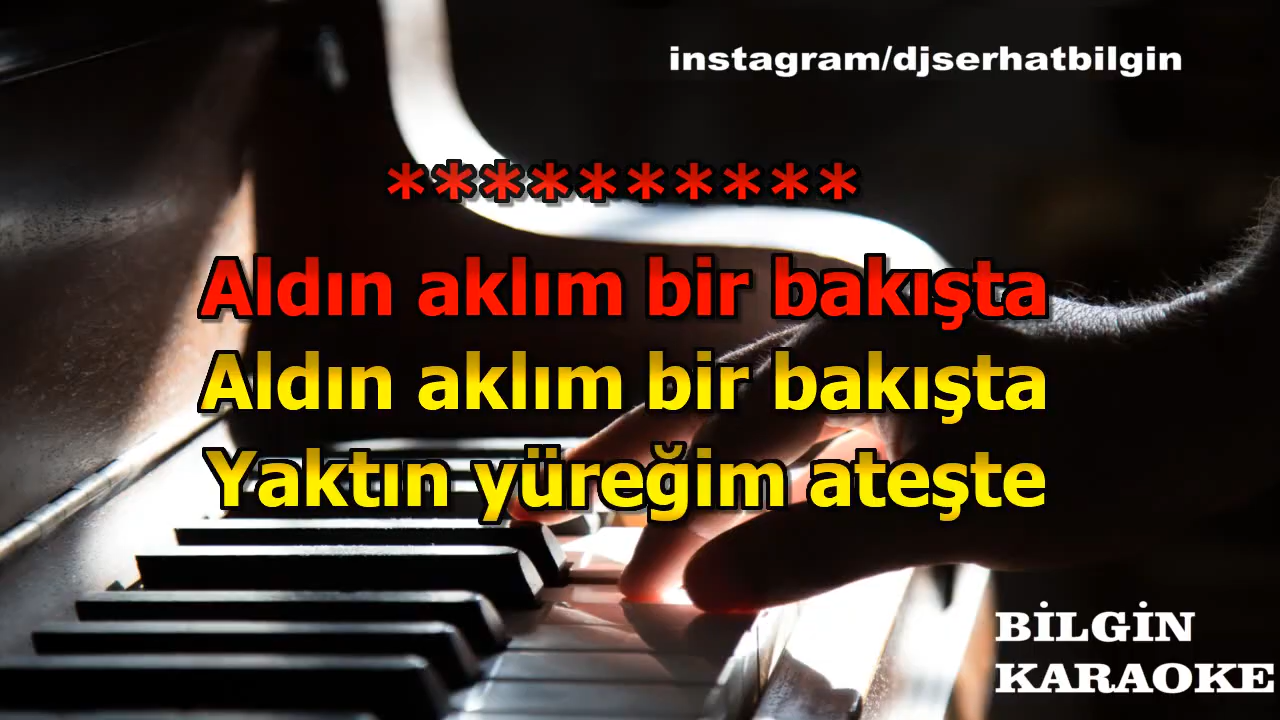 instagram/djserhatbilgin
**********
Aldın aklım bir bakışta
Aldın aklım bir bakışta
Yaktın yüreğim ateşte
BİLGİN
KARAOKE